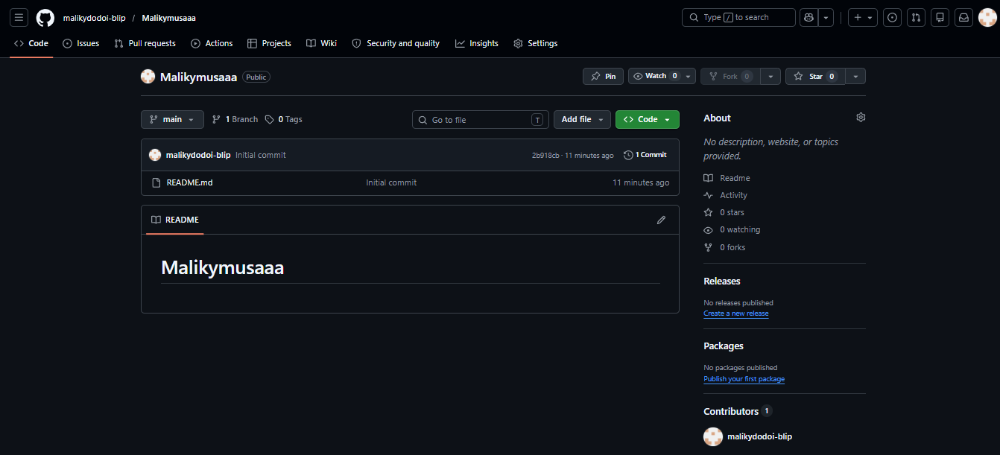 malikydodoi-blip / Malikymusaaa
Type / to search
Code Issues Pull requests Actions Projects Wiki Security and quality Insights Settings
Malikymusaaa Public
Pin Watch 0 Fork 0 Star 0
main 1 Branch 0 Tags
Go to file T Add file Code
malikydodoi-blip Initial commit 2b918cb · 11 minutes ago 1 Commit
README.md Initial commit 11 minutes ago
README
Malikymusaaa
About
No description, website, or topics
provided.
Readme
Activity
0 stars
0 watching
0 forks
Releases
No releases published
Create a new release
Packages
No packages published
Publish your first package
Contributors 1
malikydodoi-blip